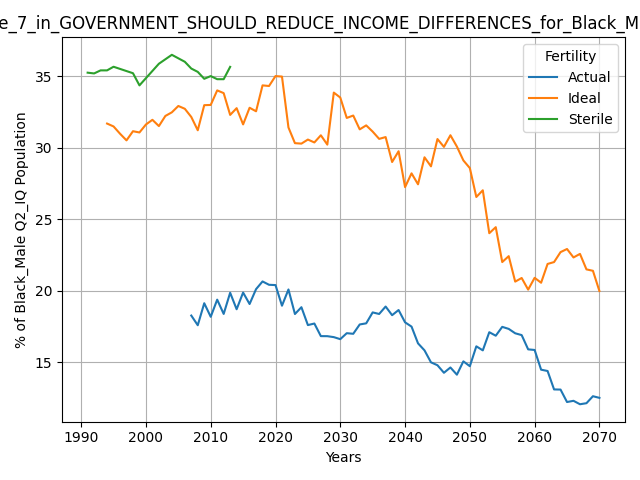 e_7_in_GOVERNMENT_SHOULD_REDUCE_INCOME_DIFFERENCES_for_Black_M
Fertility
Actual
Ideal
Sterile
% of Black_Male Q2_IQ Population
35
30
25
20
15
1990
2000
2010
2020
2030
2040
2050
2060
2070
Years